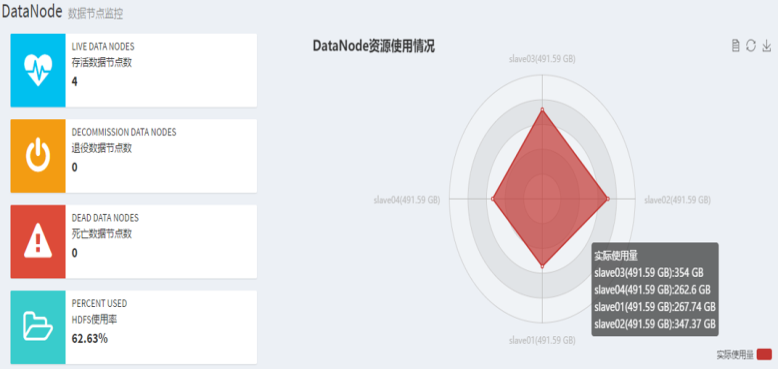 DataNode 数据节点监控
LIVE DATA NODES
存活数据节点数
4
DECOMMISSION DATA NODES
退役数据节点数
0
DEAD DATA NODES
死亡数据节点数
0
PERCENT USED
HDFS使用率
62.63%
DataNode资源使用情况
slave03(491.59 GB)
slave04(491.59 GB)
slave02(491.59 GB)
实际使用量
slave03(491.59 GB):354 GB
slave04(491.59 GB):262.6 GB
slave01(491.59 GB):267.74 GB
slave02(491.59 GB):347.37 GB
slave01(491.59 GB)
实际使用量